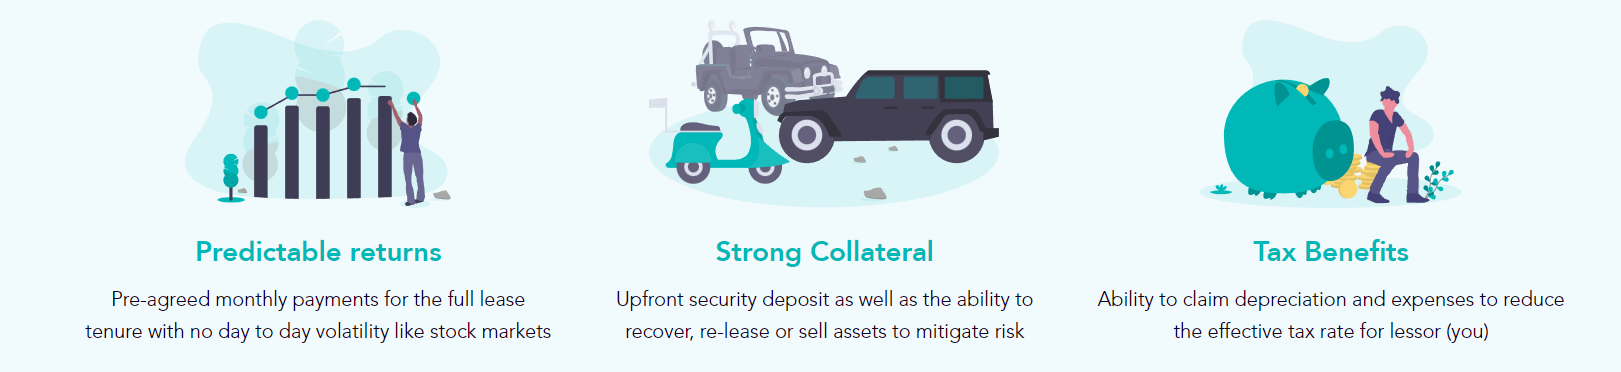 Predictable returns
Pre-agreed monthly payments for the full lease
tenure with no day to day volatility like stock markets
Strong Collateral
Upfront security deposit as well as the ability to
recover, re-lease or sell assets to mitigate risk
Tax Benefits
Ability to claim depreciation and expenses to reduce
the effective tax rate for lessor (you)